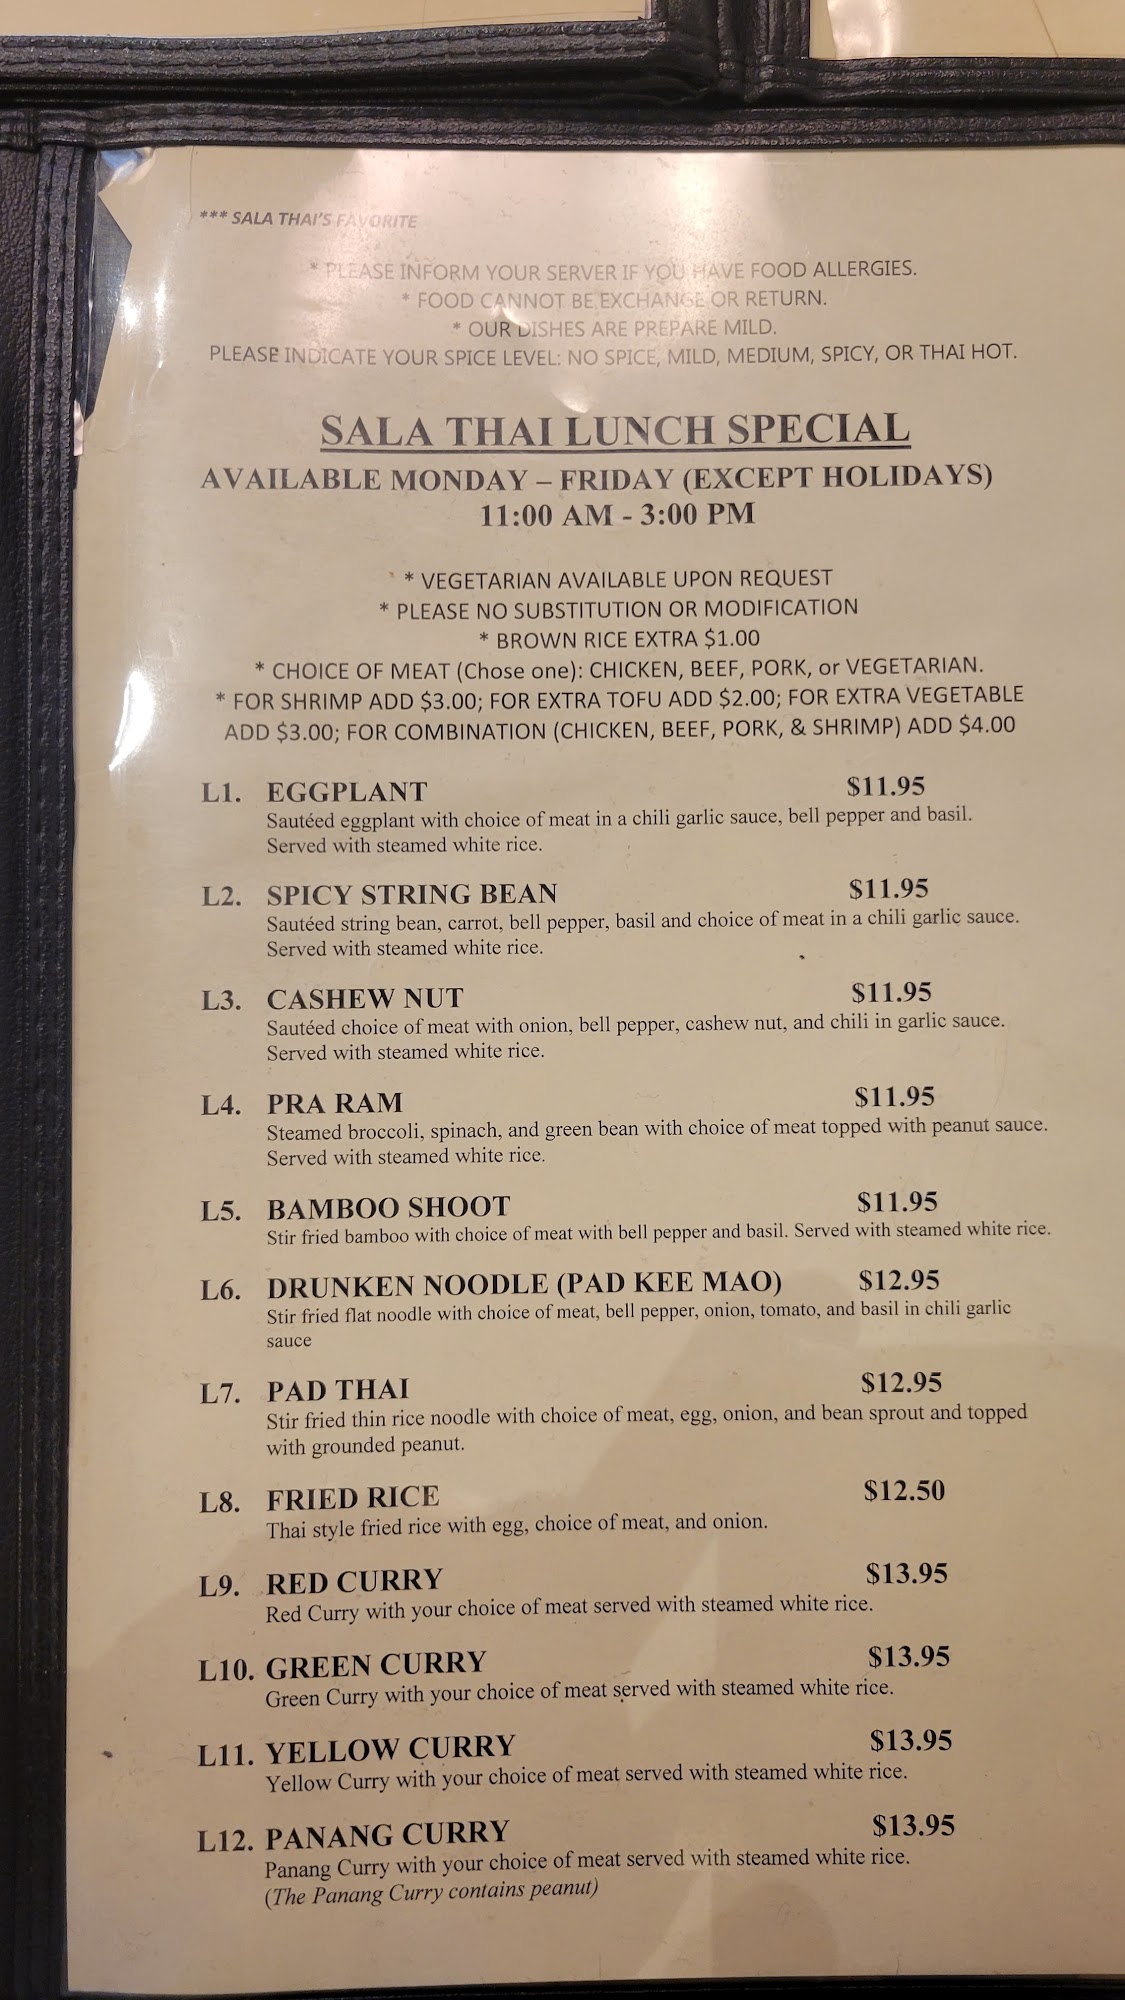 *** SALA THAI'S FAVORITE
* PLEASE INFORM YOUR SERVER IF YOU HAVE FOOD ALLERGIES.
* FOOD CANNOT BE EXCHANGE OR RETURN.
* OUR DISHES ARE PREPARE MILD.
PLEASE INDICATE YOUR SPICE LEVEL: NO SPICE, MILD, MEDIUM, SPICY, OR THAI HOT.
SALA THAI LUNCH SPECIAL
AVAILABLE MONDAY – FRIDAY (EXCEPT HOLIDAYS)
11:00 AM - 3:00 PM
* VEGETARIAN AVAILABLE UPON REQUEST
* PLEASE NO SUBSTITUTION OR MODIFICATION
* BROWN RICE EXTRA $1.00
* CHOICE OF MEAT (Chose one): CHICKEN, BEEF, PORK, or VEGETARIAN.
* FOR SHRIMP ADD $3.00; FOR EXTRA TOFU ADD $2.00; FOR EXTRA VEGETABLE
ADD $3.00; FOR COMBINATION (CHICKEN, BEEF, PORK, & SHRIMP) ADD $4.00
L1. EGGPLANT $11.95
Sautéed eggplant with choice of meat in a chili garlic sauce, bell pepper and basil.
Served with steamed white rice.
L2. SPICY STRING BEAN $11.95
Sautéed string bean, carrot, bell pepper, basil and choice of meat in a chili garlic sauce.
Served with steamed white rice.
L3. CASHEW NUT $11.95
Sautéed choice of meat with onion, bell pepper, cashew nut, and chili in garlic sauce.
Served with steamed white rice.
L4. PRA RAM $11.95
Steamed broccoli, spinach, and green bean with choice of meat topped with peanut sauce.
Served with steamed white rice.
L5. BAMBOO SHOOT $11.95
Stir fried bamboo with choice of meat with bell pepper and basil. Served with steamed white rice.
L6. DRUNKEN NOODLE (PAD KEE MAO) $12.95
Stir fried flat noodle with choice of meat, bell pepper, onion, tomato, and basil in chili garlic
sauce
L7. PAD THAI $12.95
Stir fried thin rice noodle with choice of meat, egg, onion, and bean sprout and topped
with grounded peanut.
L8. FRIED RICE $12.50
Thai style fried rice with egg, choice of meat, and onion.
L9. RED CURRY $13.95
Red Curry with your choice of meat served with steamed white rice.
L10. GREEN CURRY $13.95
Green Curry with your choice of meat served with steamed white rice.
L11. YELLOW CURRY $13.95
Yellow Curry with your choice of meat served with steamed white rice.
L12. PANANG CURRY $13.95
Panang Curry with your choice of meat served with steamed white rice.
(The Panang Curry contains peanut)